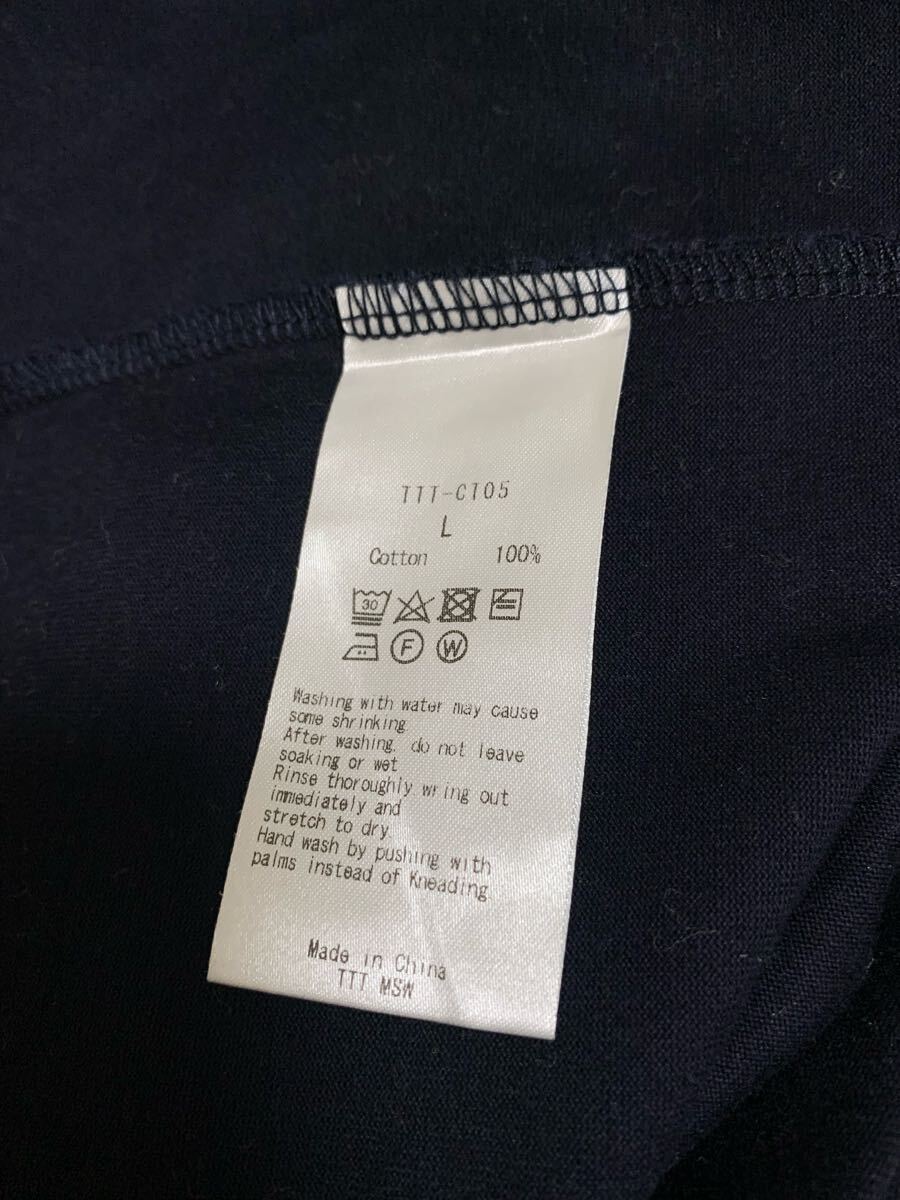 TTT-CT05
L
Cotton 100%
30
F W
Washing with water may cause
some shrinking
After washing, do not leave
soaking or wet
Rinse thoroughly wring out
immediately and
stretch to dry
Hand wash by pushing with
palms instead of Kneading.
Made in China
TTT MSW